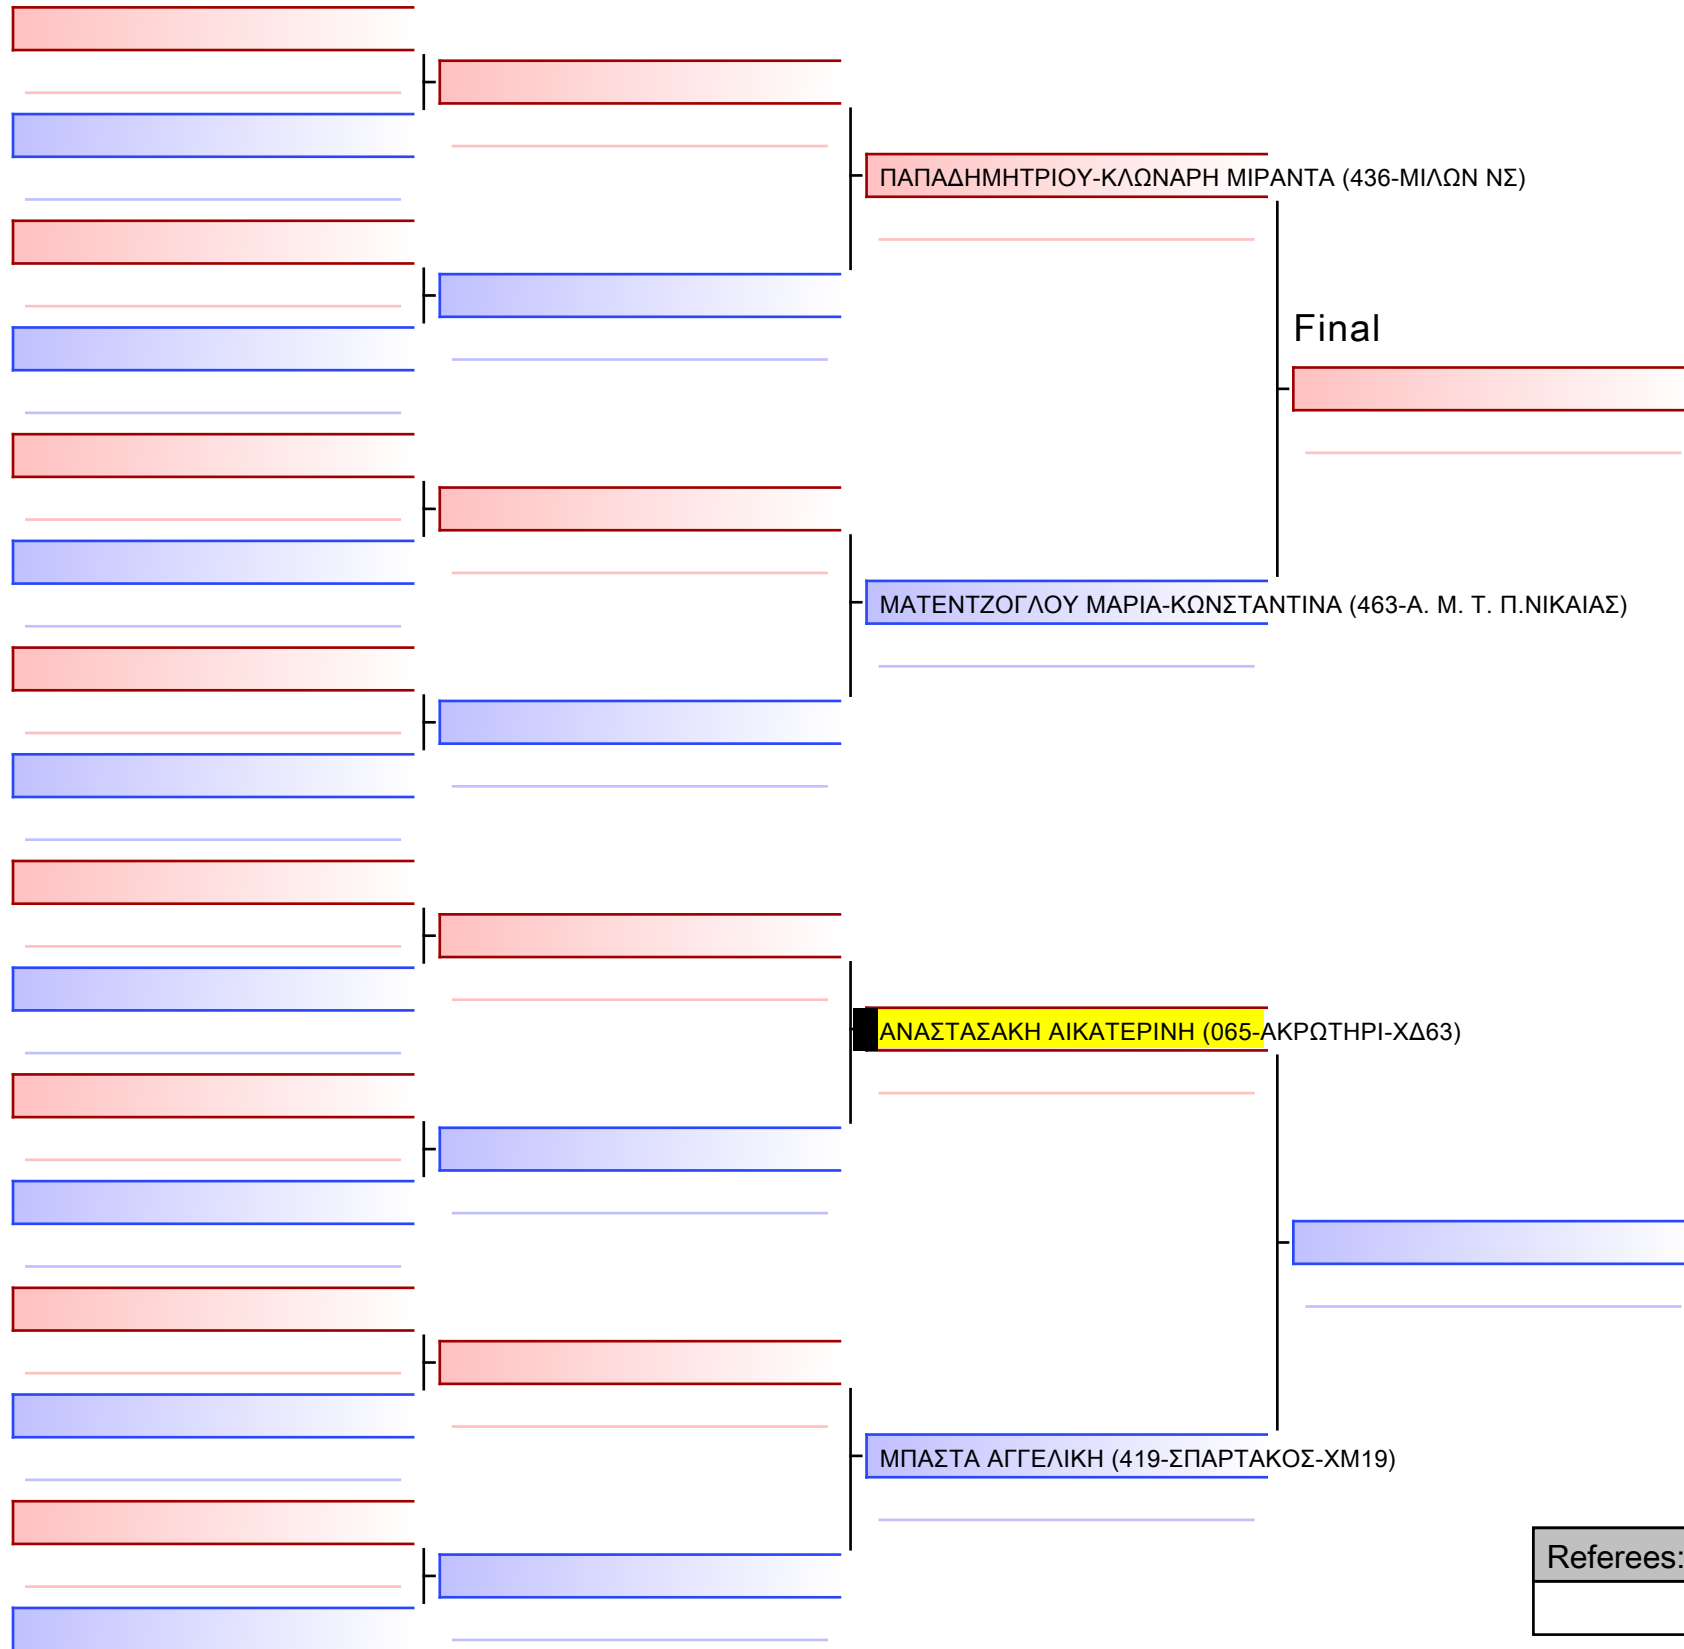 ΠΑΠΑΔΗΜΗΤΡΙΟΥ-ΚΛΩΝΑΡΗ ΜΙΡΑΝΤΑ (436-ΜΙΛΩΝ ΝΣ)
Final
ΜΑΤΕΝΤΖΟΓΛΟΥ ΜΑΡΙΑ-ΚΩΝΣΤΑΝΤΙΝΑ (463-Α. Μ. Τ. Π.ΝΙΚΑΙΑΣ)
ΑΝΑΣΤΑΣΑΚΗ ΑΙΚΑΤΕΡΙΝΗ (065-ΑΚΡΩΤΗΡΙ-ΧΔ63)
ΜΠΑΣΤΑ ΑΓΓΕΛΙΚΗ (419-ΣΠΑΡΤΑΚΟΣ-ΧΜ19)
Referees: